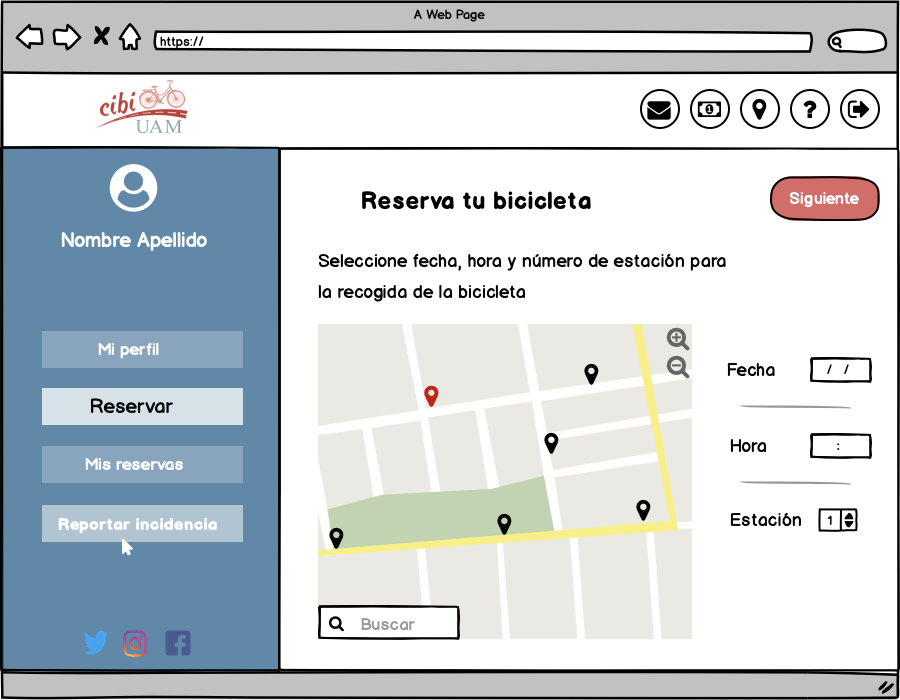 A Web Page
https://
cibi
UAM
1
?
Nombre Apellido
Reserva tu bicicleta
Siguiente
Seleccione fecha, hora y número de estación para
la recogida de la bicicleta
Mi perfil
Reservar
Mis reservas
Reportar incidencia
Fecha / /
Hora :
Estación 1
Buscar